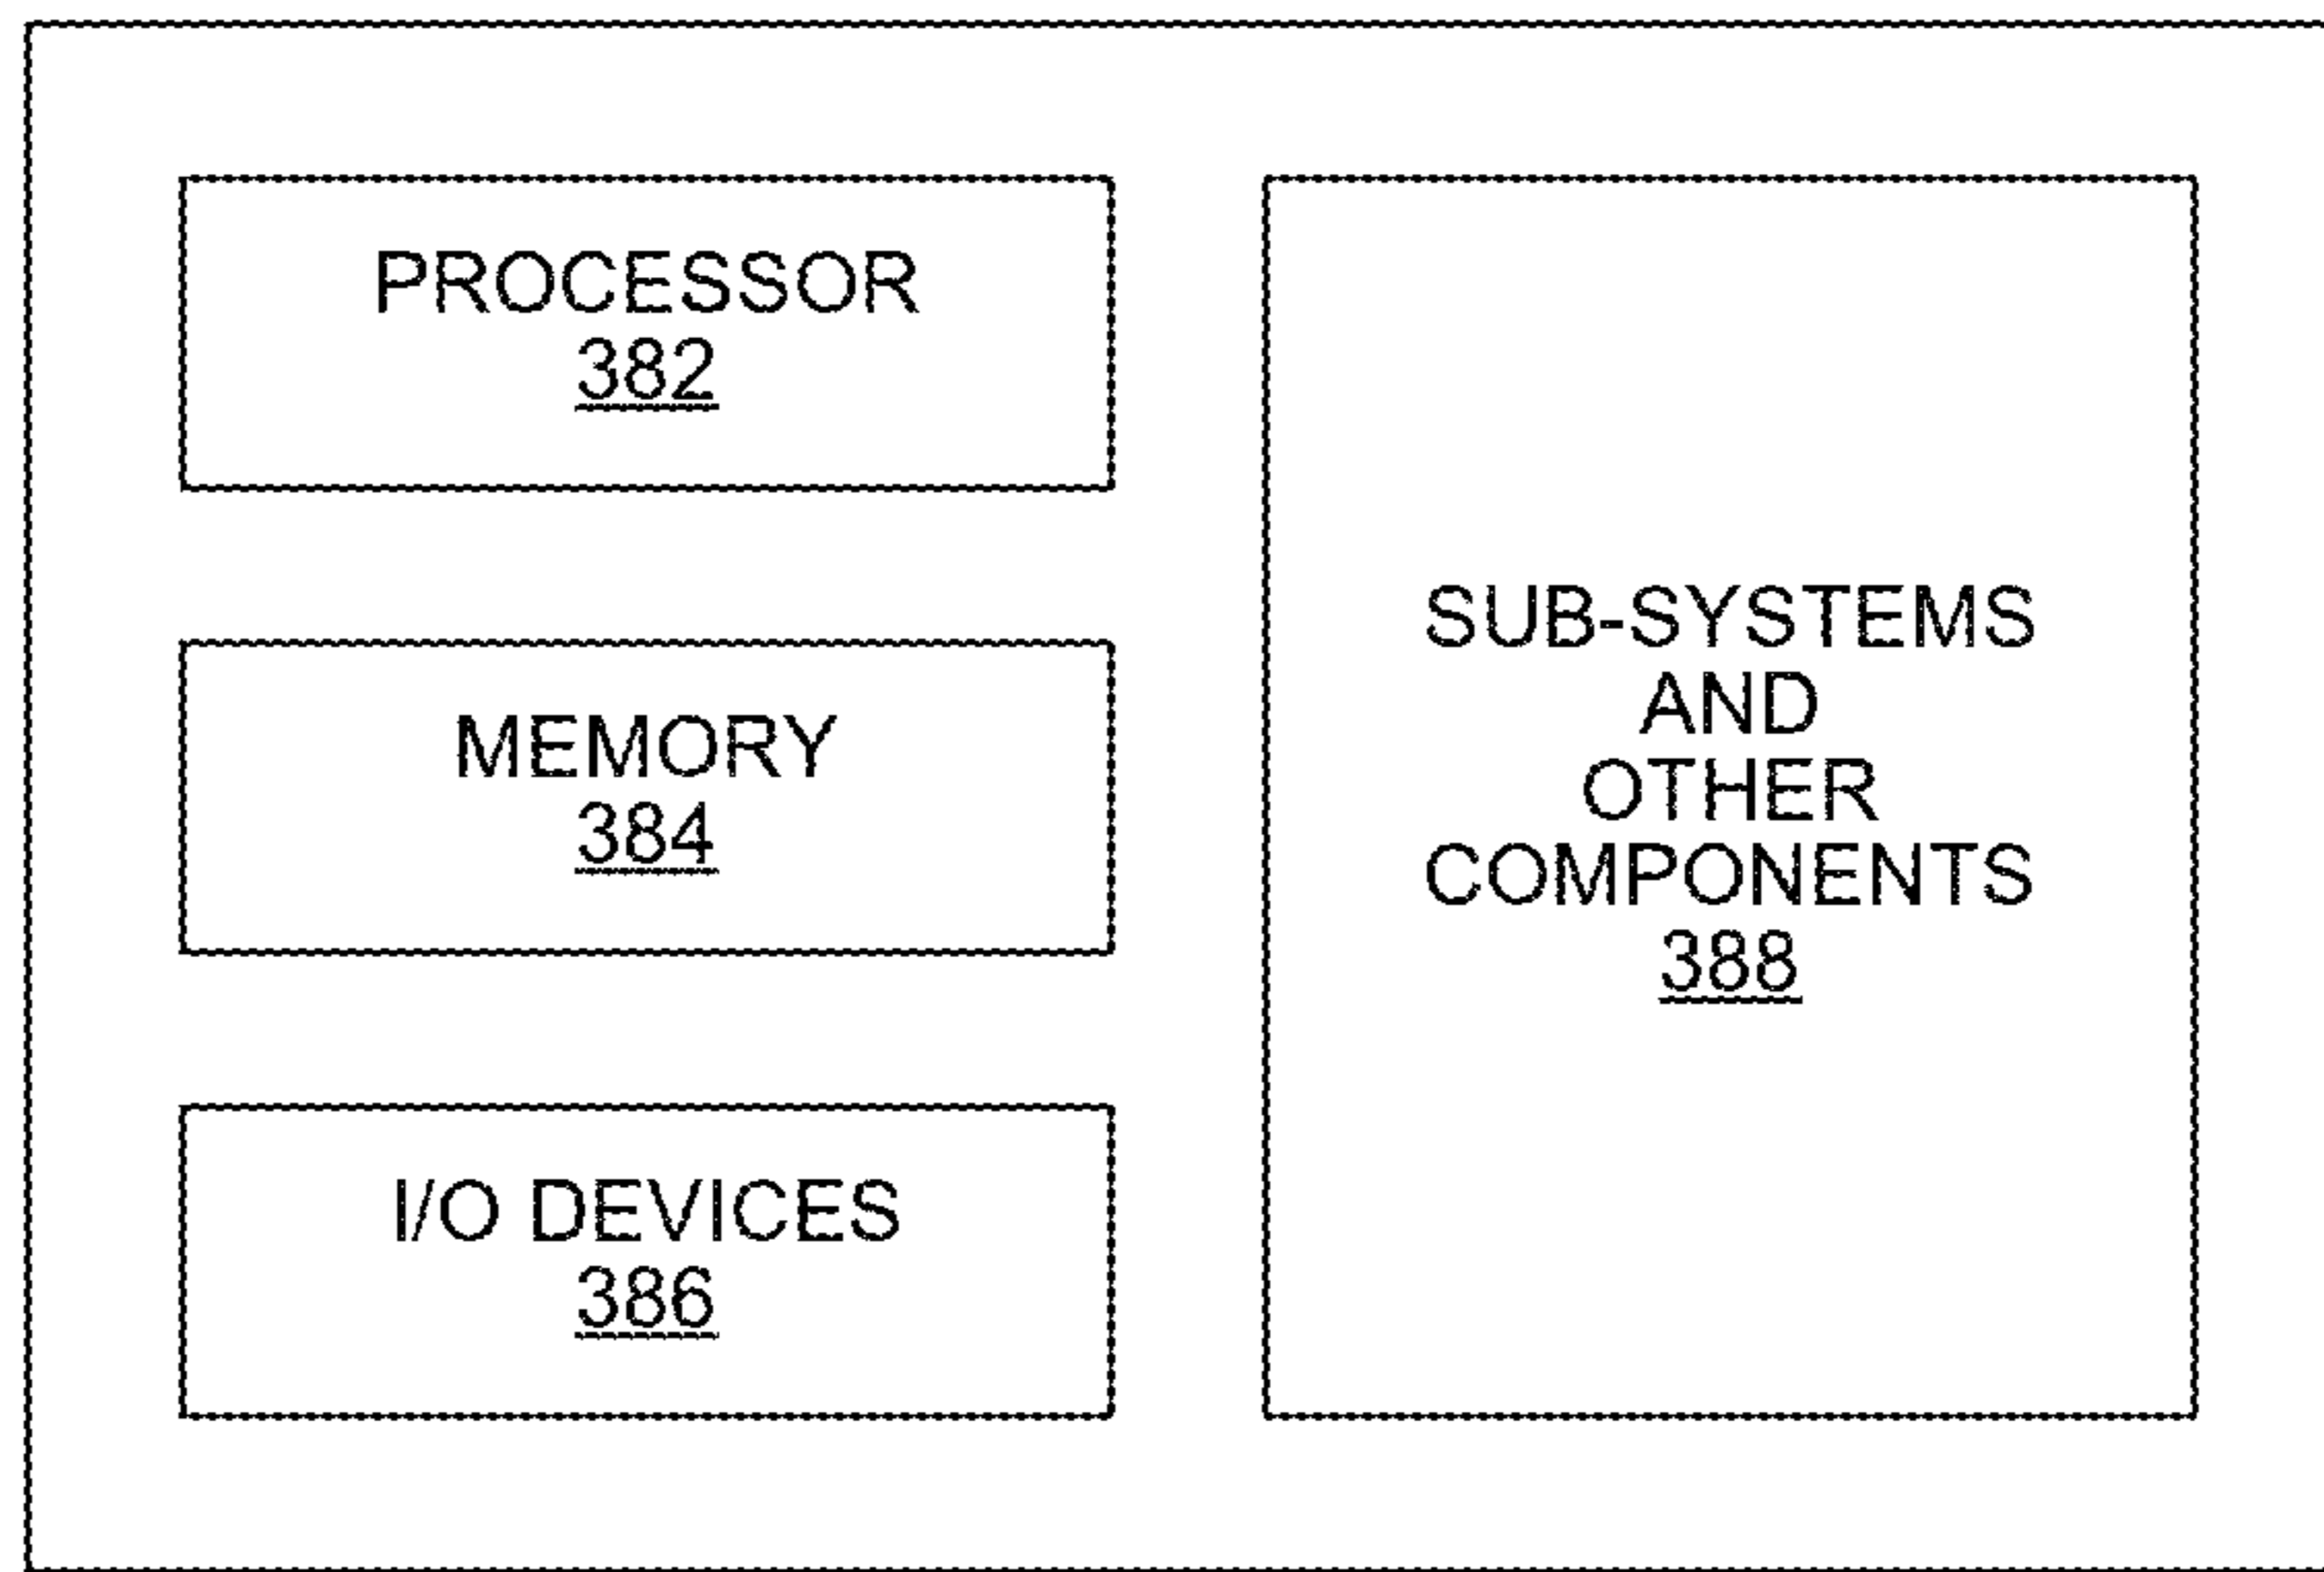 PROCESSOR
382
MEMORY
384
I/O DEVICES
386
SUB-SYSTEMS
AND
OTHER
COMPONENTS
388